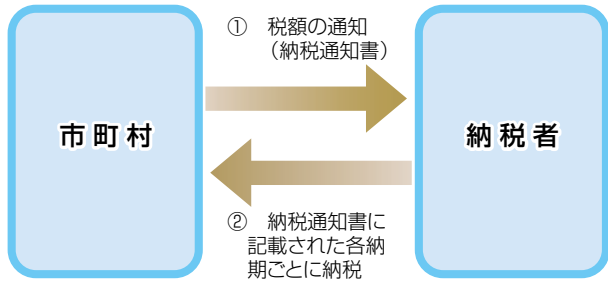 ① 税額の通知
（納税通知書）
市町村
納税者
② 納税通知書に
記載された各納
期ごとに納税